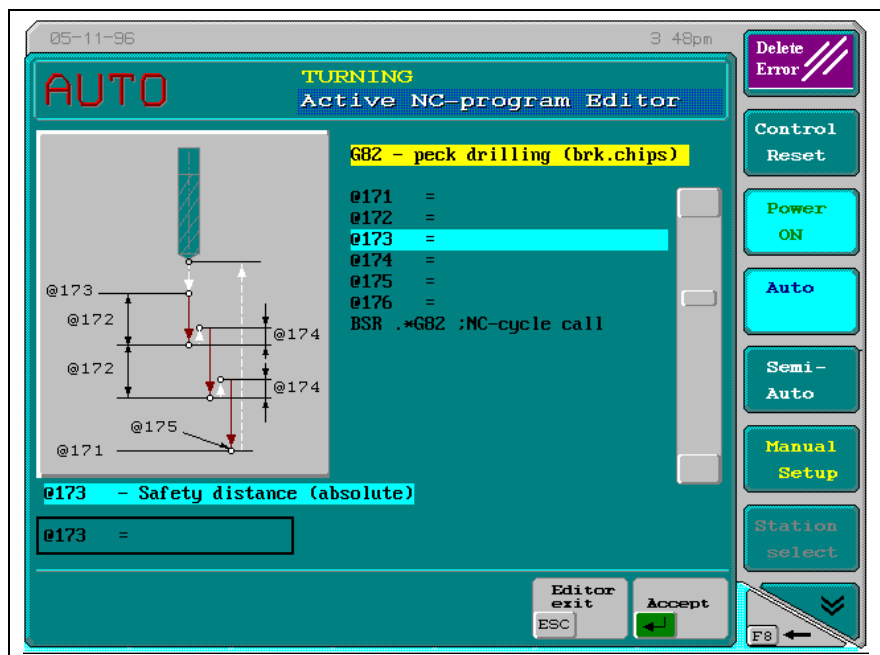 05-11-96 3 48pm
AUTO
TURNING
Active NC-program Editor
G82 - peck drilling (brk.chips)
@171 =
@172 =
@173 =
@174 =
@175 =
@176 =
BSR .*G82 ;NC-cycle call
@173
@172
@174
@172
@174
@175
@171
@173 - Safety distance (absolute)
@173 =
Editor
exit
ESC
Accept
Delete
Error
Control
Reset
Power
ON
Auto
Semi-
Auto
Manual
Setup
Station
select
F8